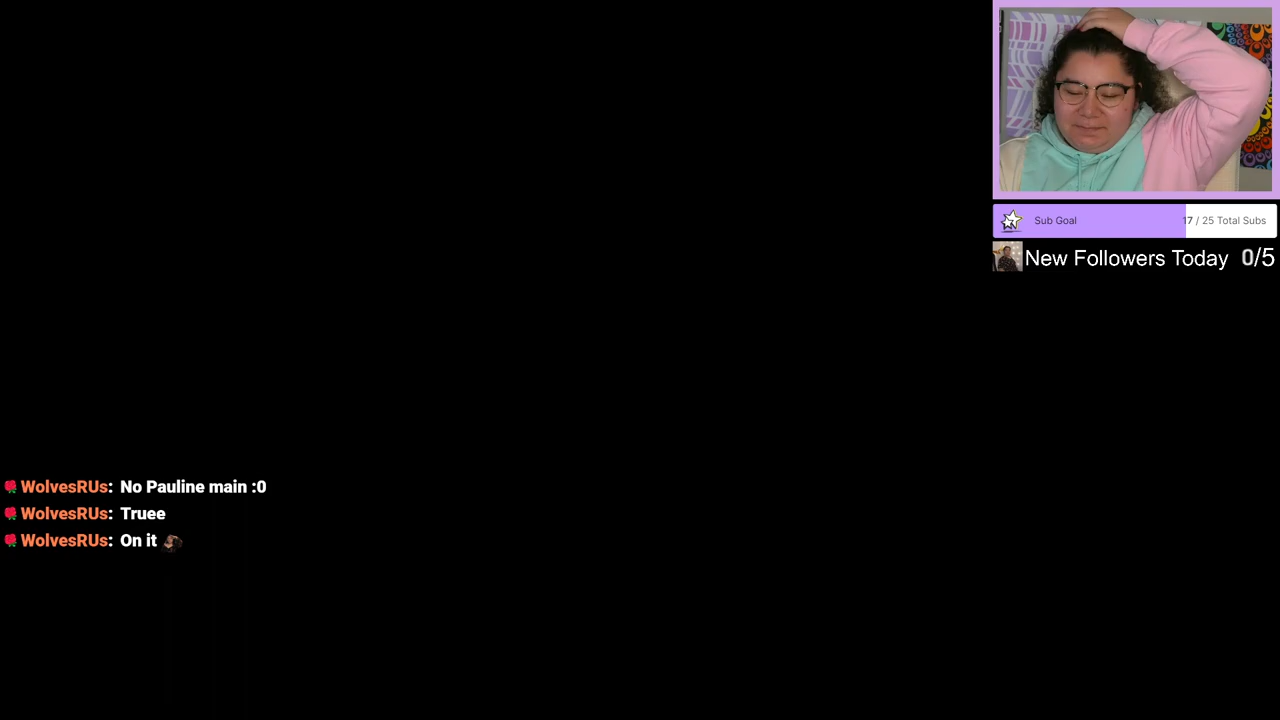 Sub Goal 17 / 25 Total Subs
New Followers Today 0/5
WolvesRUs: No Pauline main :0
WolvesRUs: Truee
WolvesRUs: On it